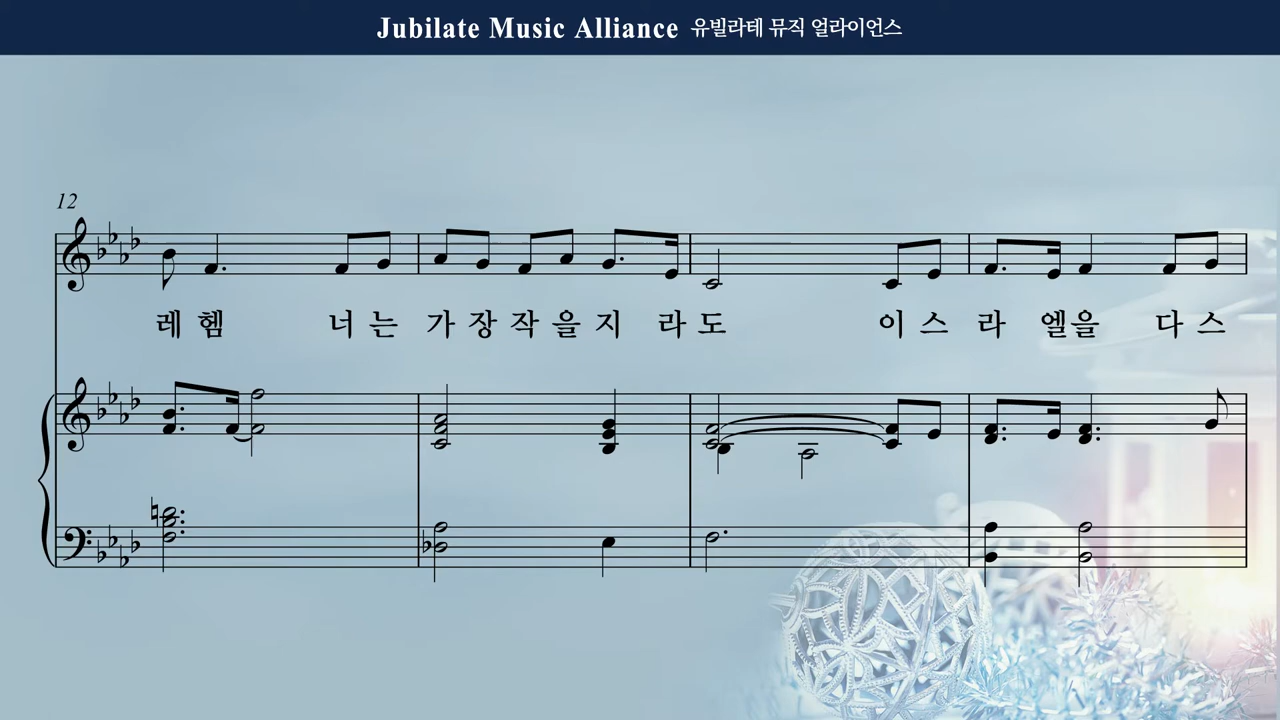 Jubilate Music Alliance 유빌라테 뮤직 얼라이언스
12
레 헴 너 는 가 장 작 을 지 라 도 이 스 라 엘 을 다 스